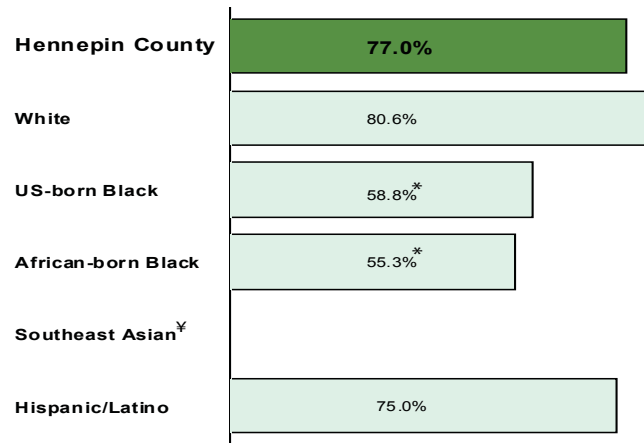 Hennepin County 77.0%
White 80.6%
US-born Black 58.8%*
African-born Black 55.3%*
Southeast Asian¥
Hispanic/Latino 75.0%